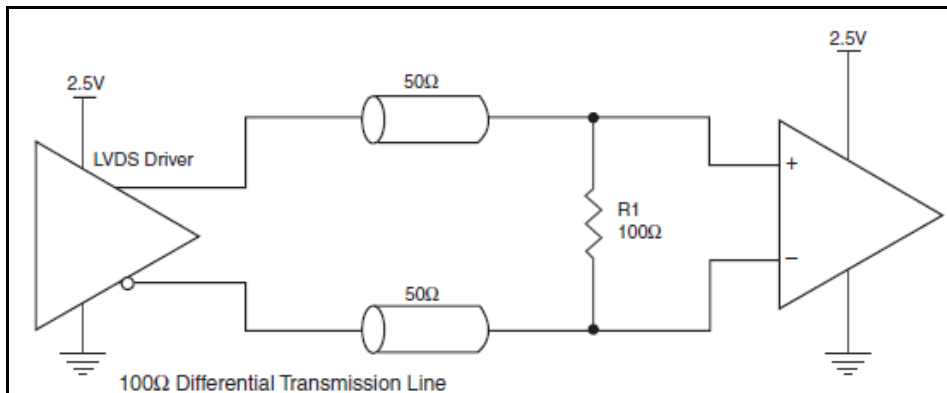 2.5V
2.5V
50Ω
LVDS Driver
+
R1
100Ω
−
50Ω
100Ω Differential Transmission Line